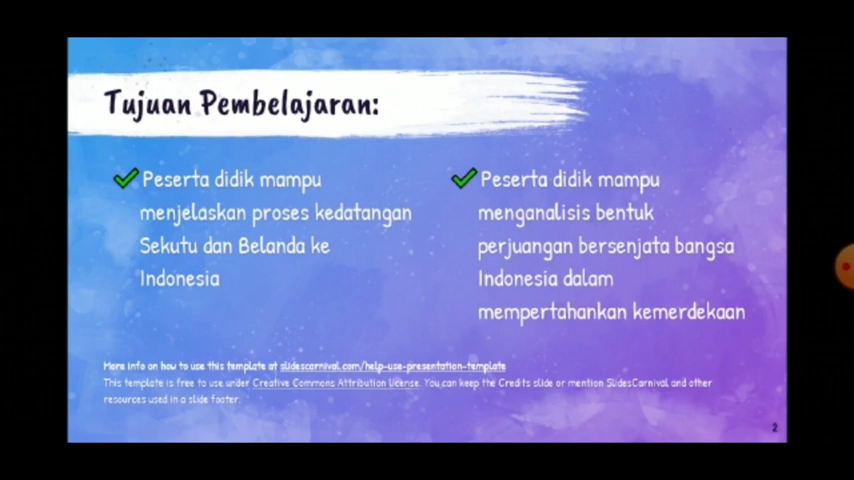 Tujuan Pembelajaran:
Peserta didik mampu
menjelaskan proses kedatangan
Sekutu dan Belanda ke
Indonesia
Peserta didik mampu
menganalisis bentuk
perjuangan bersenjata bangsa
Indonesia dalam
mempertahankan kemerdekaan
More info on how to use this template at slidescarnival.com/help-use-presentation-template
This template is free to use under Creative Commons Attribution license. You can keep the Credits slide or mention SlidesCarnival and other
resources used in a slide footer.
2